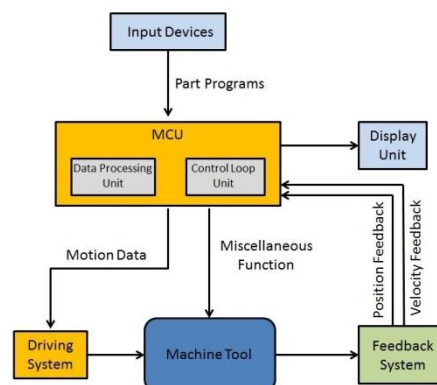 Input Devices
Part Programs
MCU
Data Processing
Unit
Control Loop
Unit
Display
Unit
Motion Data
Miscellaneous
Function
Position Feedback
Velocity Feedback
Driving
System
Machine Tool
Feedback
System